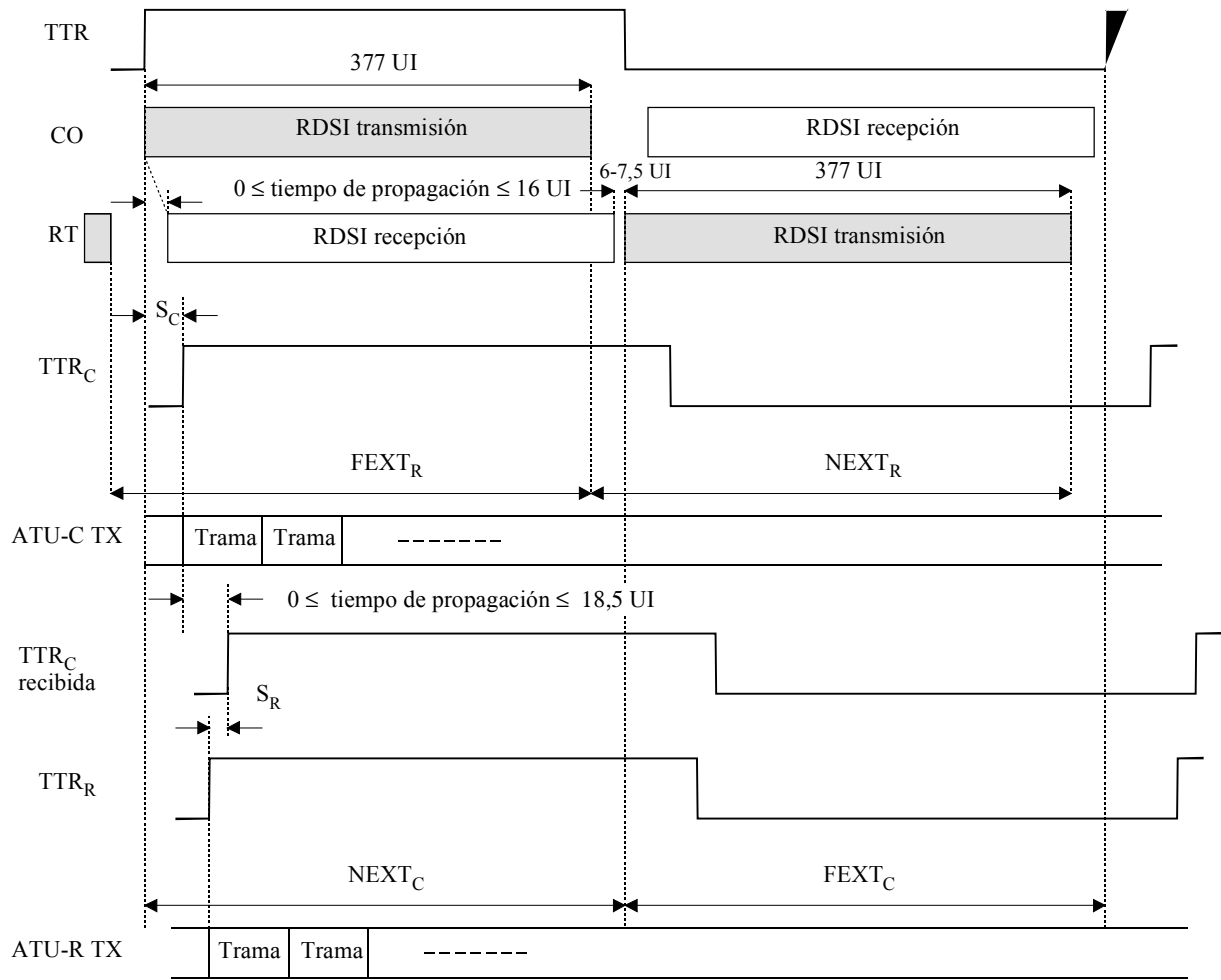 TTR
377 UI
CO
RDSI transmisión
RDSI recepción
0 ≤ tiempo de propagación ≤ 16 UI
6-7,5 UI
377 UI
RT
RDSI recepción
RDSI transmisión
S_C
TTR_C
FEXT_R
NEXT_R
ATU-C TX
Trama
Trama
0 ≤ tiempo de propagación ≤ 18,5 UI
TTR_C
recibida
S_R
TTR_R
NEXT_C
FEXT_C
ATU-R TX
Trama
Trama